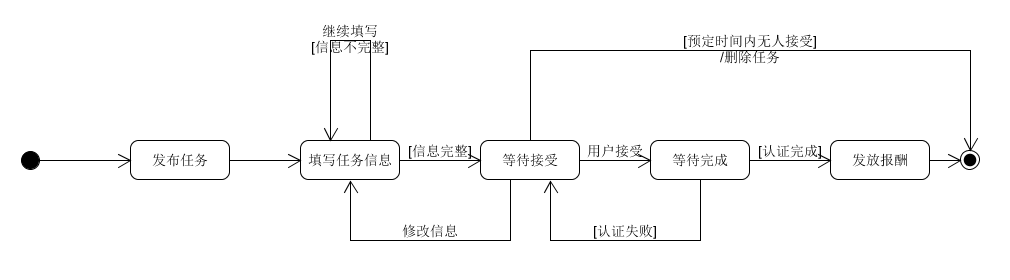 继续填写
[信息不完整]
[预定时间内无人接受]
/删除任务
发布任务
填写任务信息
[信息完整]
等待接受
用户接受
等待完成
[认证完成]
发放报酬
修改信息
[认证失败]